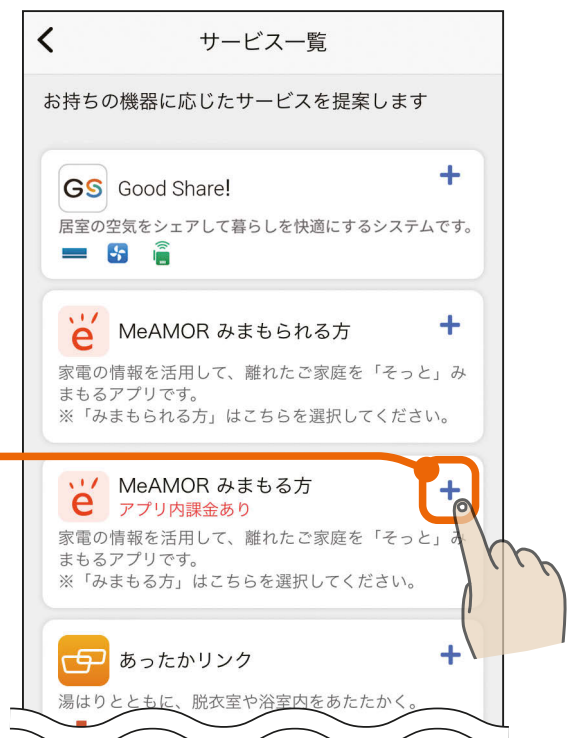 サービス一覧
お持ちの機器に応じたサービスを提案します
GS Good Share!
居室の空気をシェアして暮らしを快適にするシステムです。
é MeAMOR みまもられる方
家電の情報を活用して、離れたご家庭を「そっと」み
まもるアプリです。
※「みまもられる方」はこちらを選択してください。
é MeAMOR みまもる方
アプリ内課金あり
家電の情報を活用して、離れたご家庭を「そっと」み
まもるアプリです。
※「みまもる方」はこちらを選択してください。
あったかリンク
湯はりとともに、脱衣室や浴室内をあたたかく。